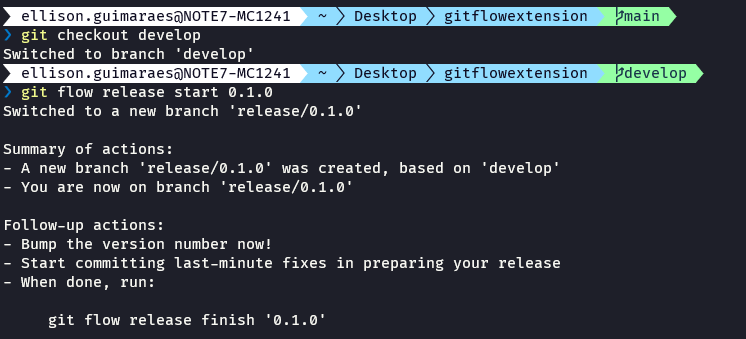 ellison.guimaraes@NOTE7-MC1241 ~ Desktop gitflowextension main
❯ git checkout develop
Switched to branch 'develop'
ellison.guimaraes@NOTE7-MC1241 ~ Desktop gitflowextension develop
❯ git flow release start 0.1.0
Switched to a new branch 'release/0.1.0'
Summary of actions:
- A new branch 'release/0.1.0' was created, based on 'develop'
- You are now on branch 'release/0.1.0'
Follow-up actions:
- Bump the version number now!
- Start committing last-minute fixes in preparing your release
- When done, run:
git flow release finish '0.1.0'